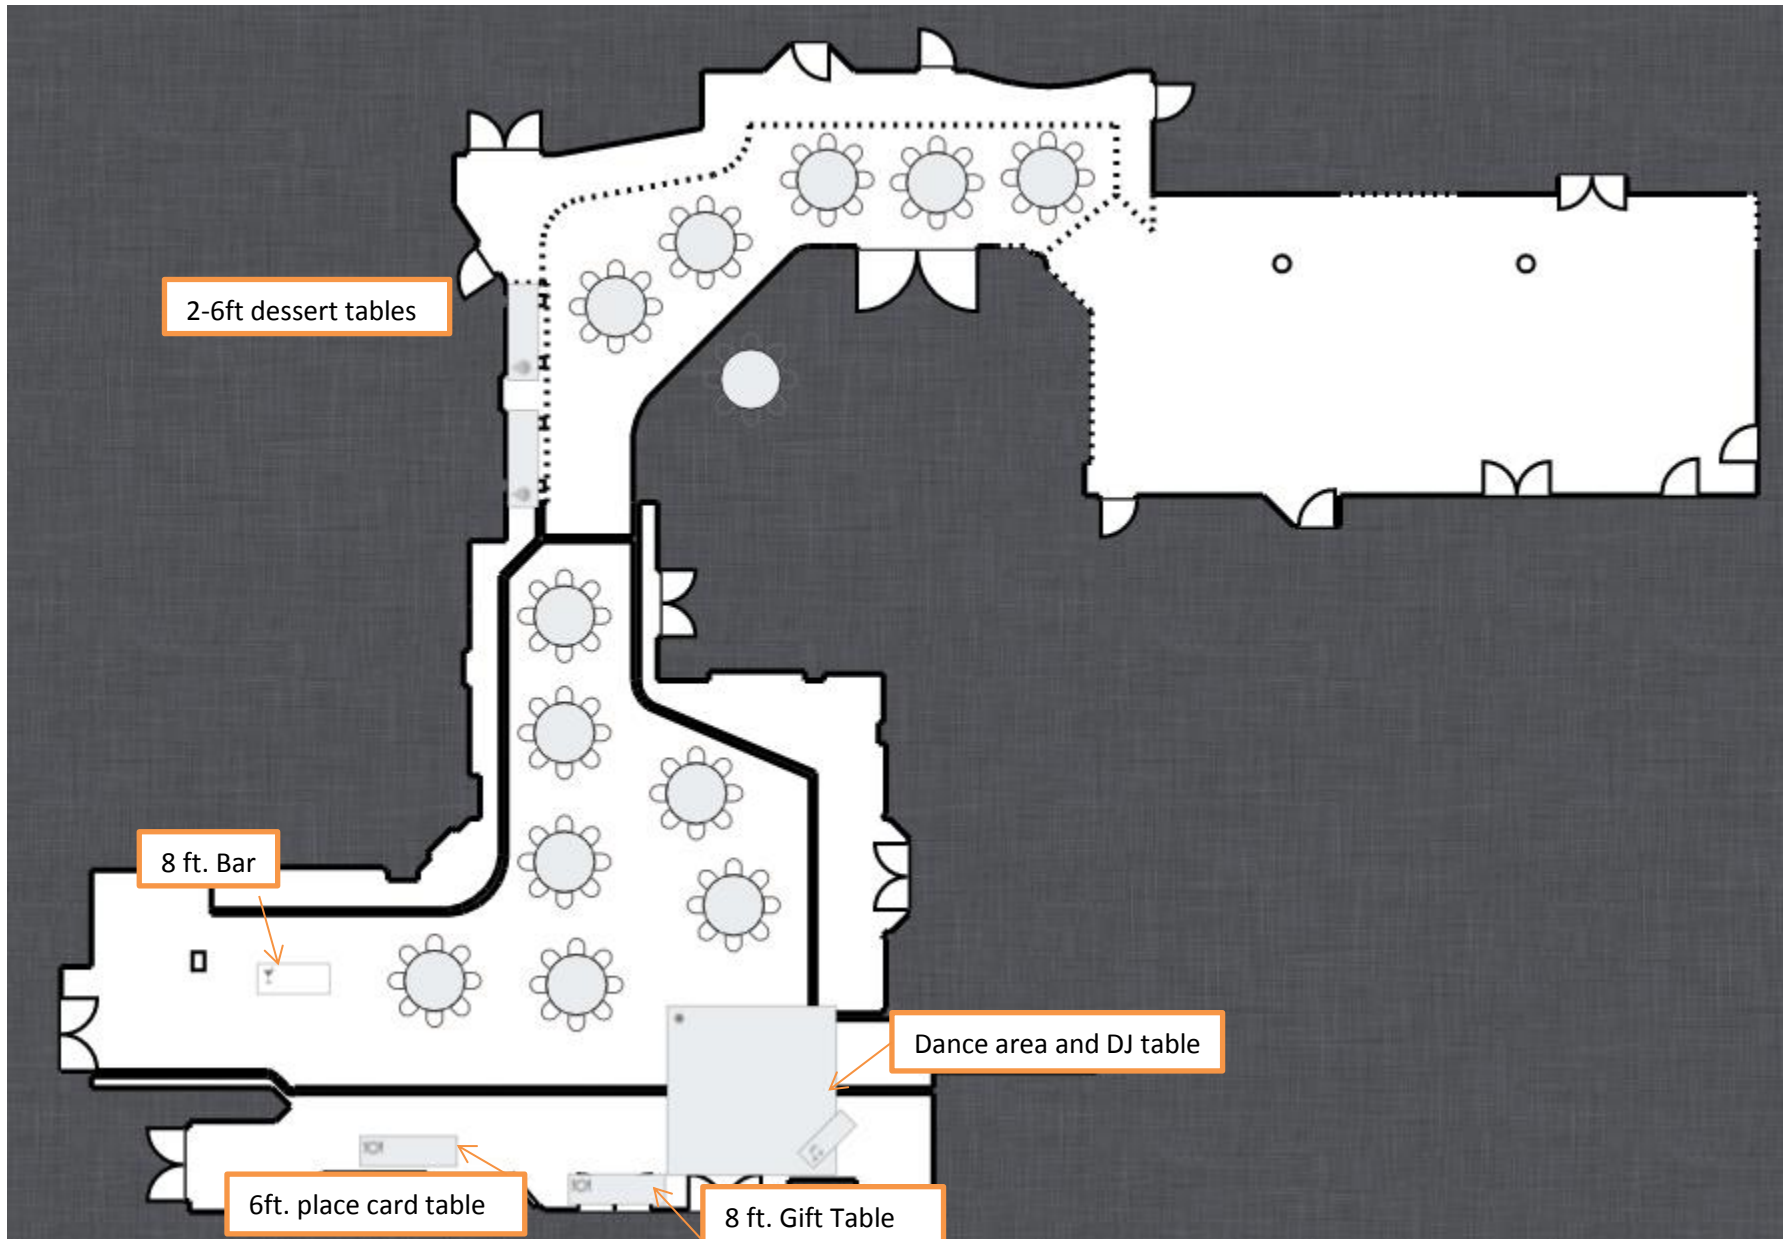 2-6ft dessert tables
8 ft. Bar
Dance area and DJ table
6ft. place card table
8 ft. Gift Table